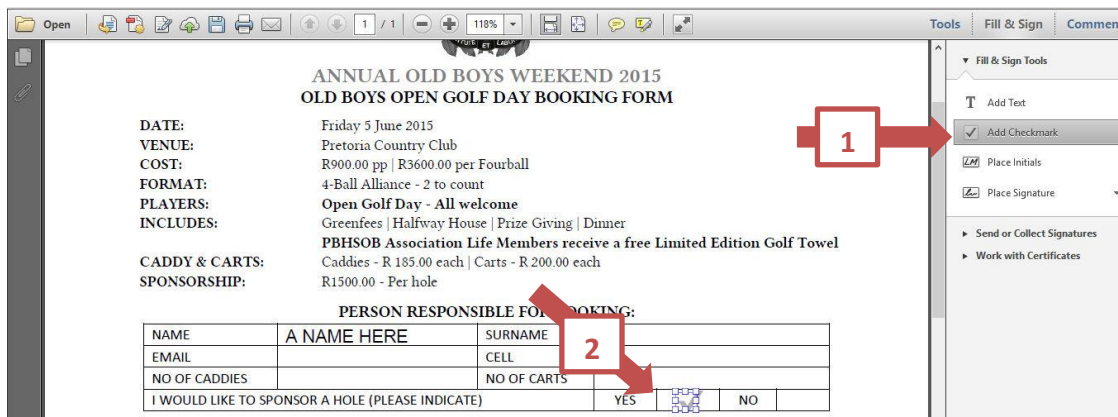 Open 1 / 1 118% Tools Fill & Sign Commen
ET LABO
ANNUAL OLD BOYS WEEKEND 2015
OLD BOYS OPEN GOLF DAY BOOKING FORM
DATE: Friday 5 June 2015
VENUE: Pretoria Country Club
COST: R900.00 pp | R3600.00 per Fourball
FORMAT: 4-Ball Alliance - 2 to count
PLAYERS: Open Golf Day - All welcome
INCLUDES: Greenfees | Halfway House | Prize Giving | Dinner
PBHSOB Association Life Members receive a free Limited Edition Golf Towel
CADDY & CARTS: Caddies - R 185.00 each | Carts - R 200.00 each
SPONSORSHIP: R1500.00 - Per hole
PERSON RESPONSIBLE FO OKING:
NAME A NAME HERE SURNAME
EMAIL CELL
NO OF CADDIES NO OF CARTS
I WOULD LIKE TO SPONSOR A HOLE (PLEASE INDICATE) YES NO
1
2
Fill & Sign Tools
T Add Text
Add Checkmark
LM Place Initials
Place Signature
Send or Collect Signatures
Work with Certificates